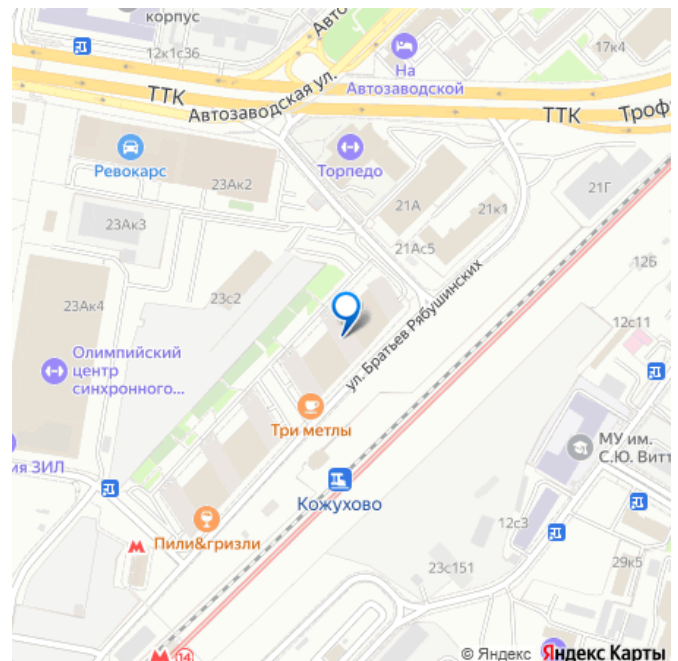 корпус
12к1с36
Авто
17к4
На
Автозаводской
ТТК
Автозаводская ул.
ТТК
Троф
Ревокарс
23Ак2
Торпедо
21А
21к1
21Г
23Ак3
21Ас5
12Б
23Ак4
23с2
ул. Братьев Рябушинских
12с11
Олимпийский
центр
синхронного...
Три метлы
МУ им.
С.Ю. Витт
ия ЗИЛ
Кожухово
12с3
Пили&гризли
23с151
29к5
14
© Яндекс
Яндекс Карты